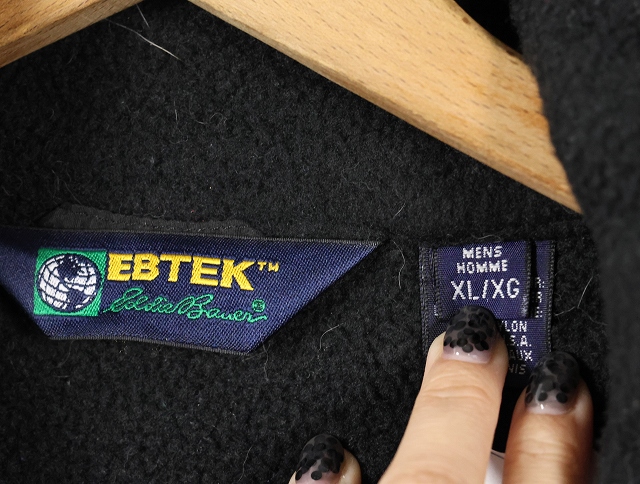 EBTEK™
Eddie Bauer®
MENS
HOMME
XL/XG